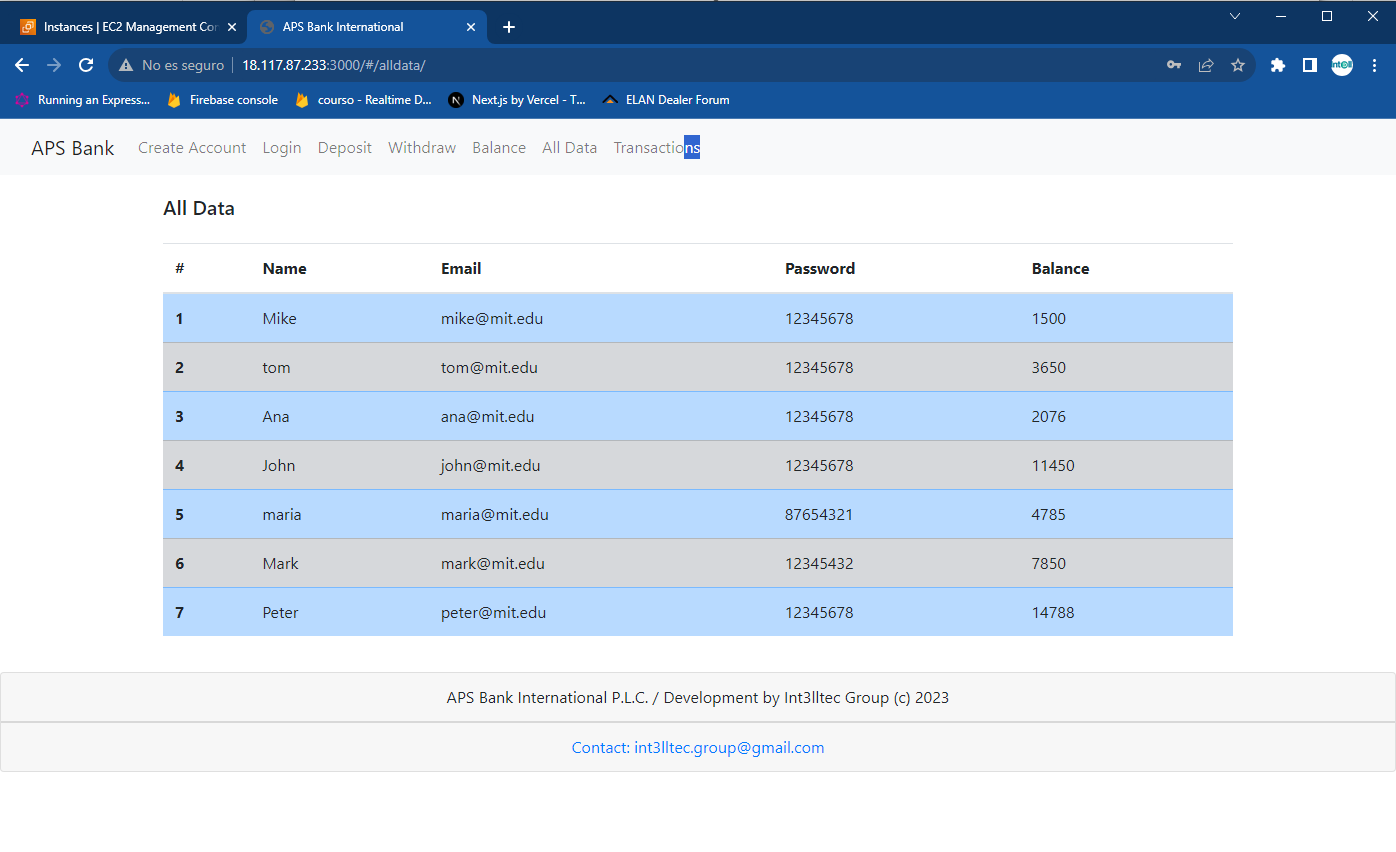 Instances | EC2 Management Cor
APS Bank International
No es seguro | 18.117.87.233:3000/#/alldata/
Running an Express... Firebase console courso - Realtime D... Next.js by Vercel - T... ELAN Dealer Forum
APS Bank Create Account Login Deposit Withdraw Balance All Data Transactions
All Data
# Name Email Password Balance
1 Mike mike@mit.edu 12345678 1500
2 tom tom@mit.edu 12345678 3650
3 Ana ana@mit.edu 12345678 2076
4 John john@mit.edu 12345678 11450
5 maria maria@mit.edu 87654321 4785
6 Mark mark@mit.edu 12345432 7850
7 Peter peter@mit.edu 12345678 14788
APS Bank International P.L.C. / Development by Int3lltec Group (c) 2023
Contact: int3lltec.group@gmail.com